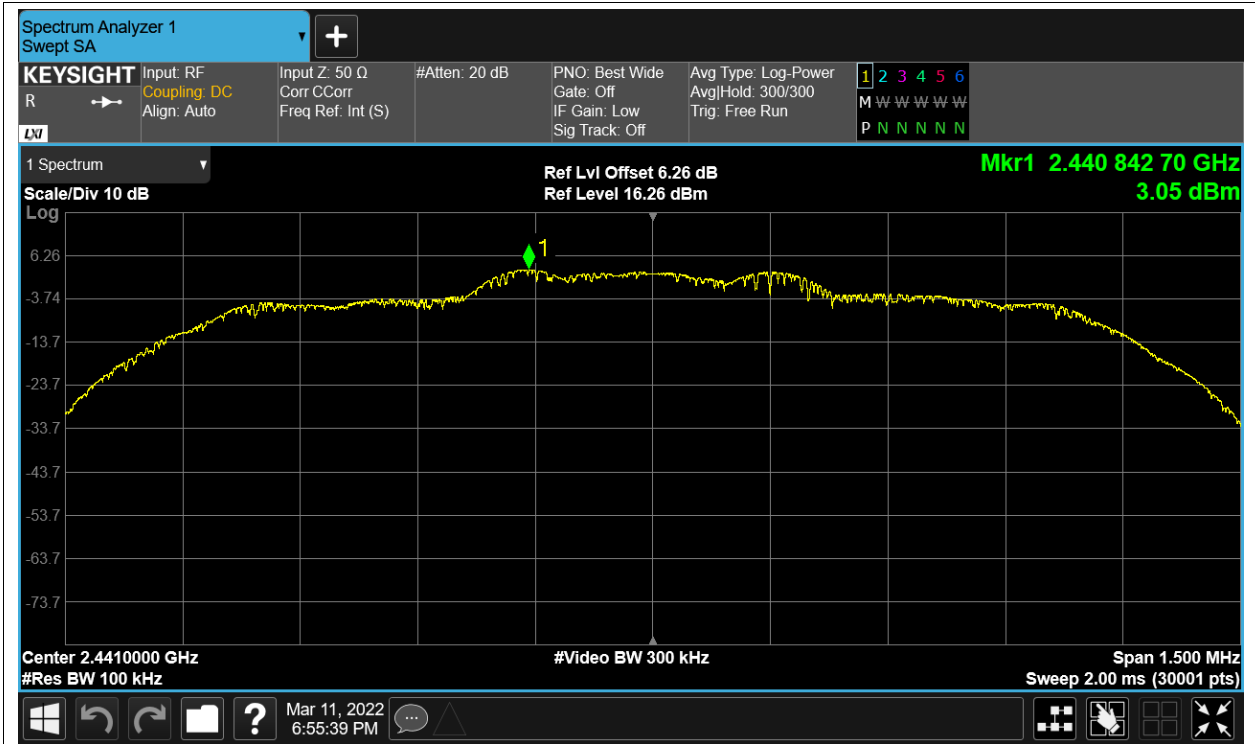 Spectrum Analyzer 1
Swept SA
KEYSIGHT
R
LXI
Input: RF
Coupling: DC
Align: Auto
Input Z: 50 Ω
Corr CCorr
Freq Ref: Int (S)
#Atten: 20 dB
PNO: Best Wide
Gate: Off
IF Gain: Low
Sig Track: Off
Avg Type: Log-Power
Avg|Hold: 300/300
Trig: Free Run
1 2 3 4 5 6
M W W W W W
P N N N N N
1 Spectrum
Scale/Div 10 dB
Log
Ref Lvl Offset 6.26 dB
Ref Level 16.26 dBm
Mkr1 2.440 842 70 GHz
3.05 dBm
1
6.26
-3.74
-13.7
-23.7
-33.7
-43.7
-53.7
-63.7
-73.7
Center 2.4410000 GHz
#Res BW 100 kHz
#Video BW 300 kHz
Span 1.500 MHz
Sweep 2.00 ms (30001 pts)
?
Mar 11, 2022
6:55:39 PM